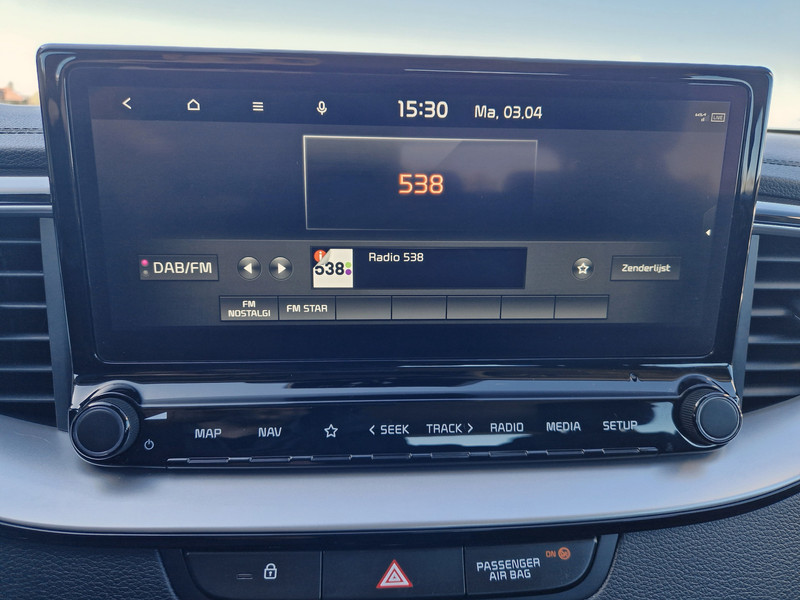 15:30 Ma, 03.04
LIVE
538
DAB/FM
538
Radio 538
Zenderlijst
FM
NOSTALGI
FM STAR
MAP NAV < SEEK TRACK > RADIO MEDIA SETUP
PASSENGER
AIR BAG
ON